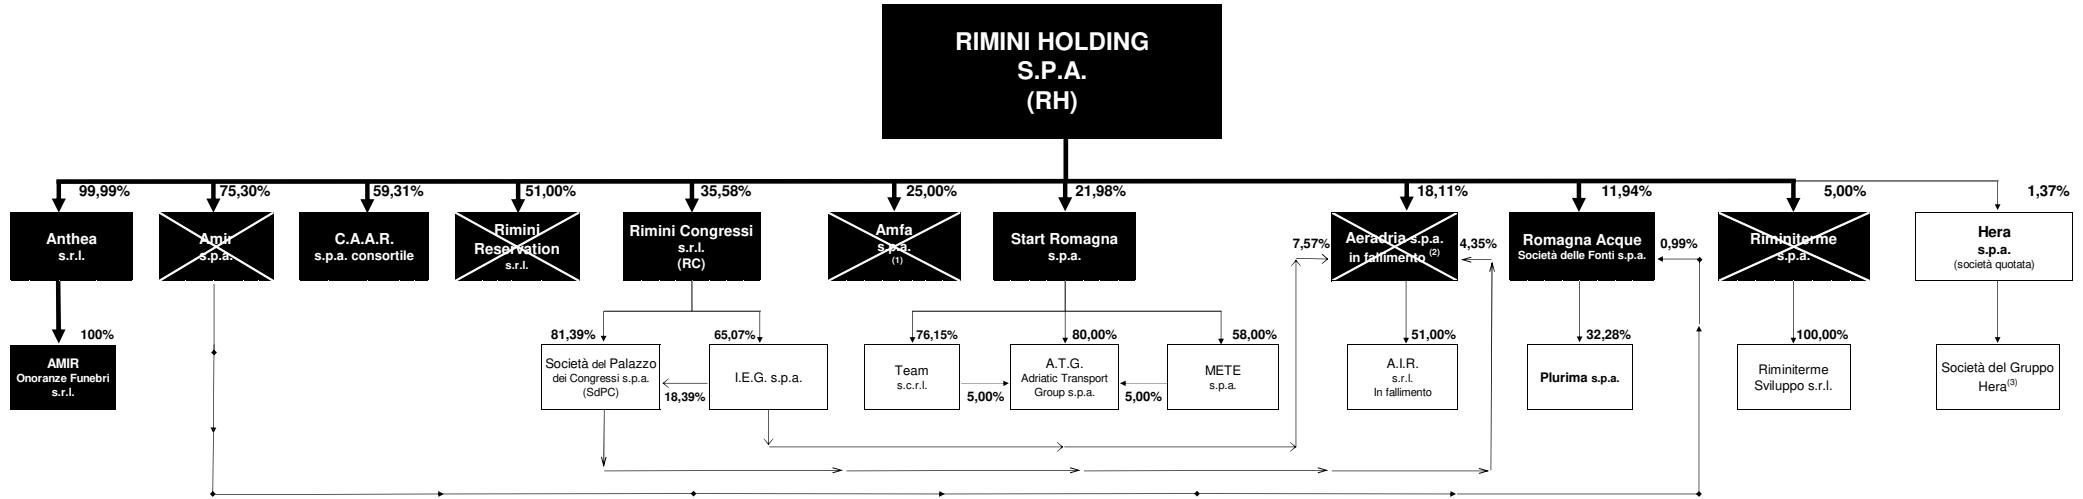 RIMINI HOLDING
S.P.A.
(RH)
99,99%
75,30%
59,31%
51,00%
35,58%
25,00%
21,98%
18,11%
11,94%
5,00%
1,37%
Anthea
s.r.l.
Amir
s.p.a.
C.A.A.R.
s.p.a. consortile
Rimini
Reservation
s.r.l.
Rimini Congressi
s.r.l.
(RC)
Amfa
s.p.a.
(1)
Start Romagna
s.p.a.
7,57%
Aeradria s.p.a.
in fallimento (2)
4,35%
Romagna Acque
Società delle Fonti s.p.a.
0,99%
Riminiterme
s.p.a.
Hera
s.p.a.
(società quotata)
100%
81,39%
65,07%
76,15%
80,00%
58,00%
51,00%
32,28%
100,00%
AMIR
Onoranze Funebri
s.r.l.
Società del Palazzo
dei Congressi s.p.a.
(SdPC)
18,39%
I.E.G. s.p.a.
Team
s.c.r.l.
5,00%
A.T.G.
Adriatic Transport
Group s.p.a.
5,00%
METE
s.p.a.
A.I.R.
s.r.l.
In fallimento
Plurima s.p.a.
Riminiterme
Sviluppo s.r.l.
Società del Gruppo
Hera(3)